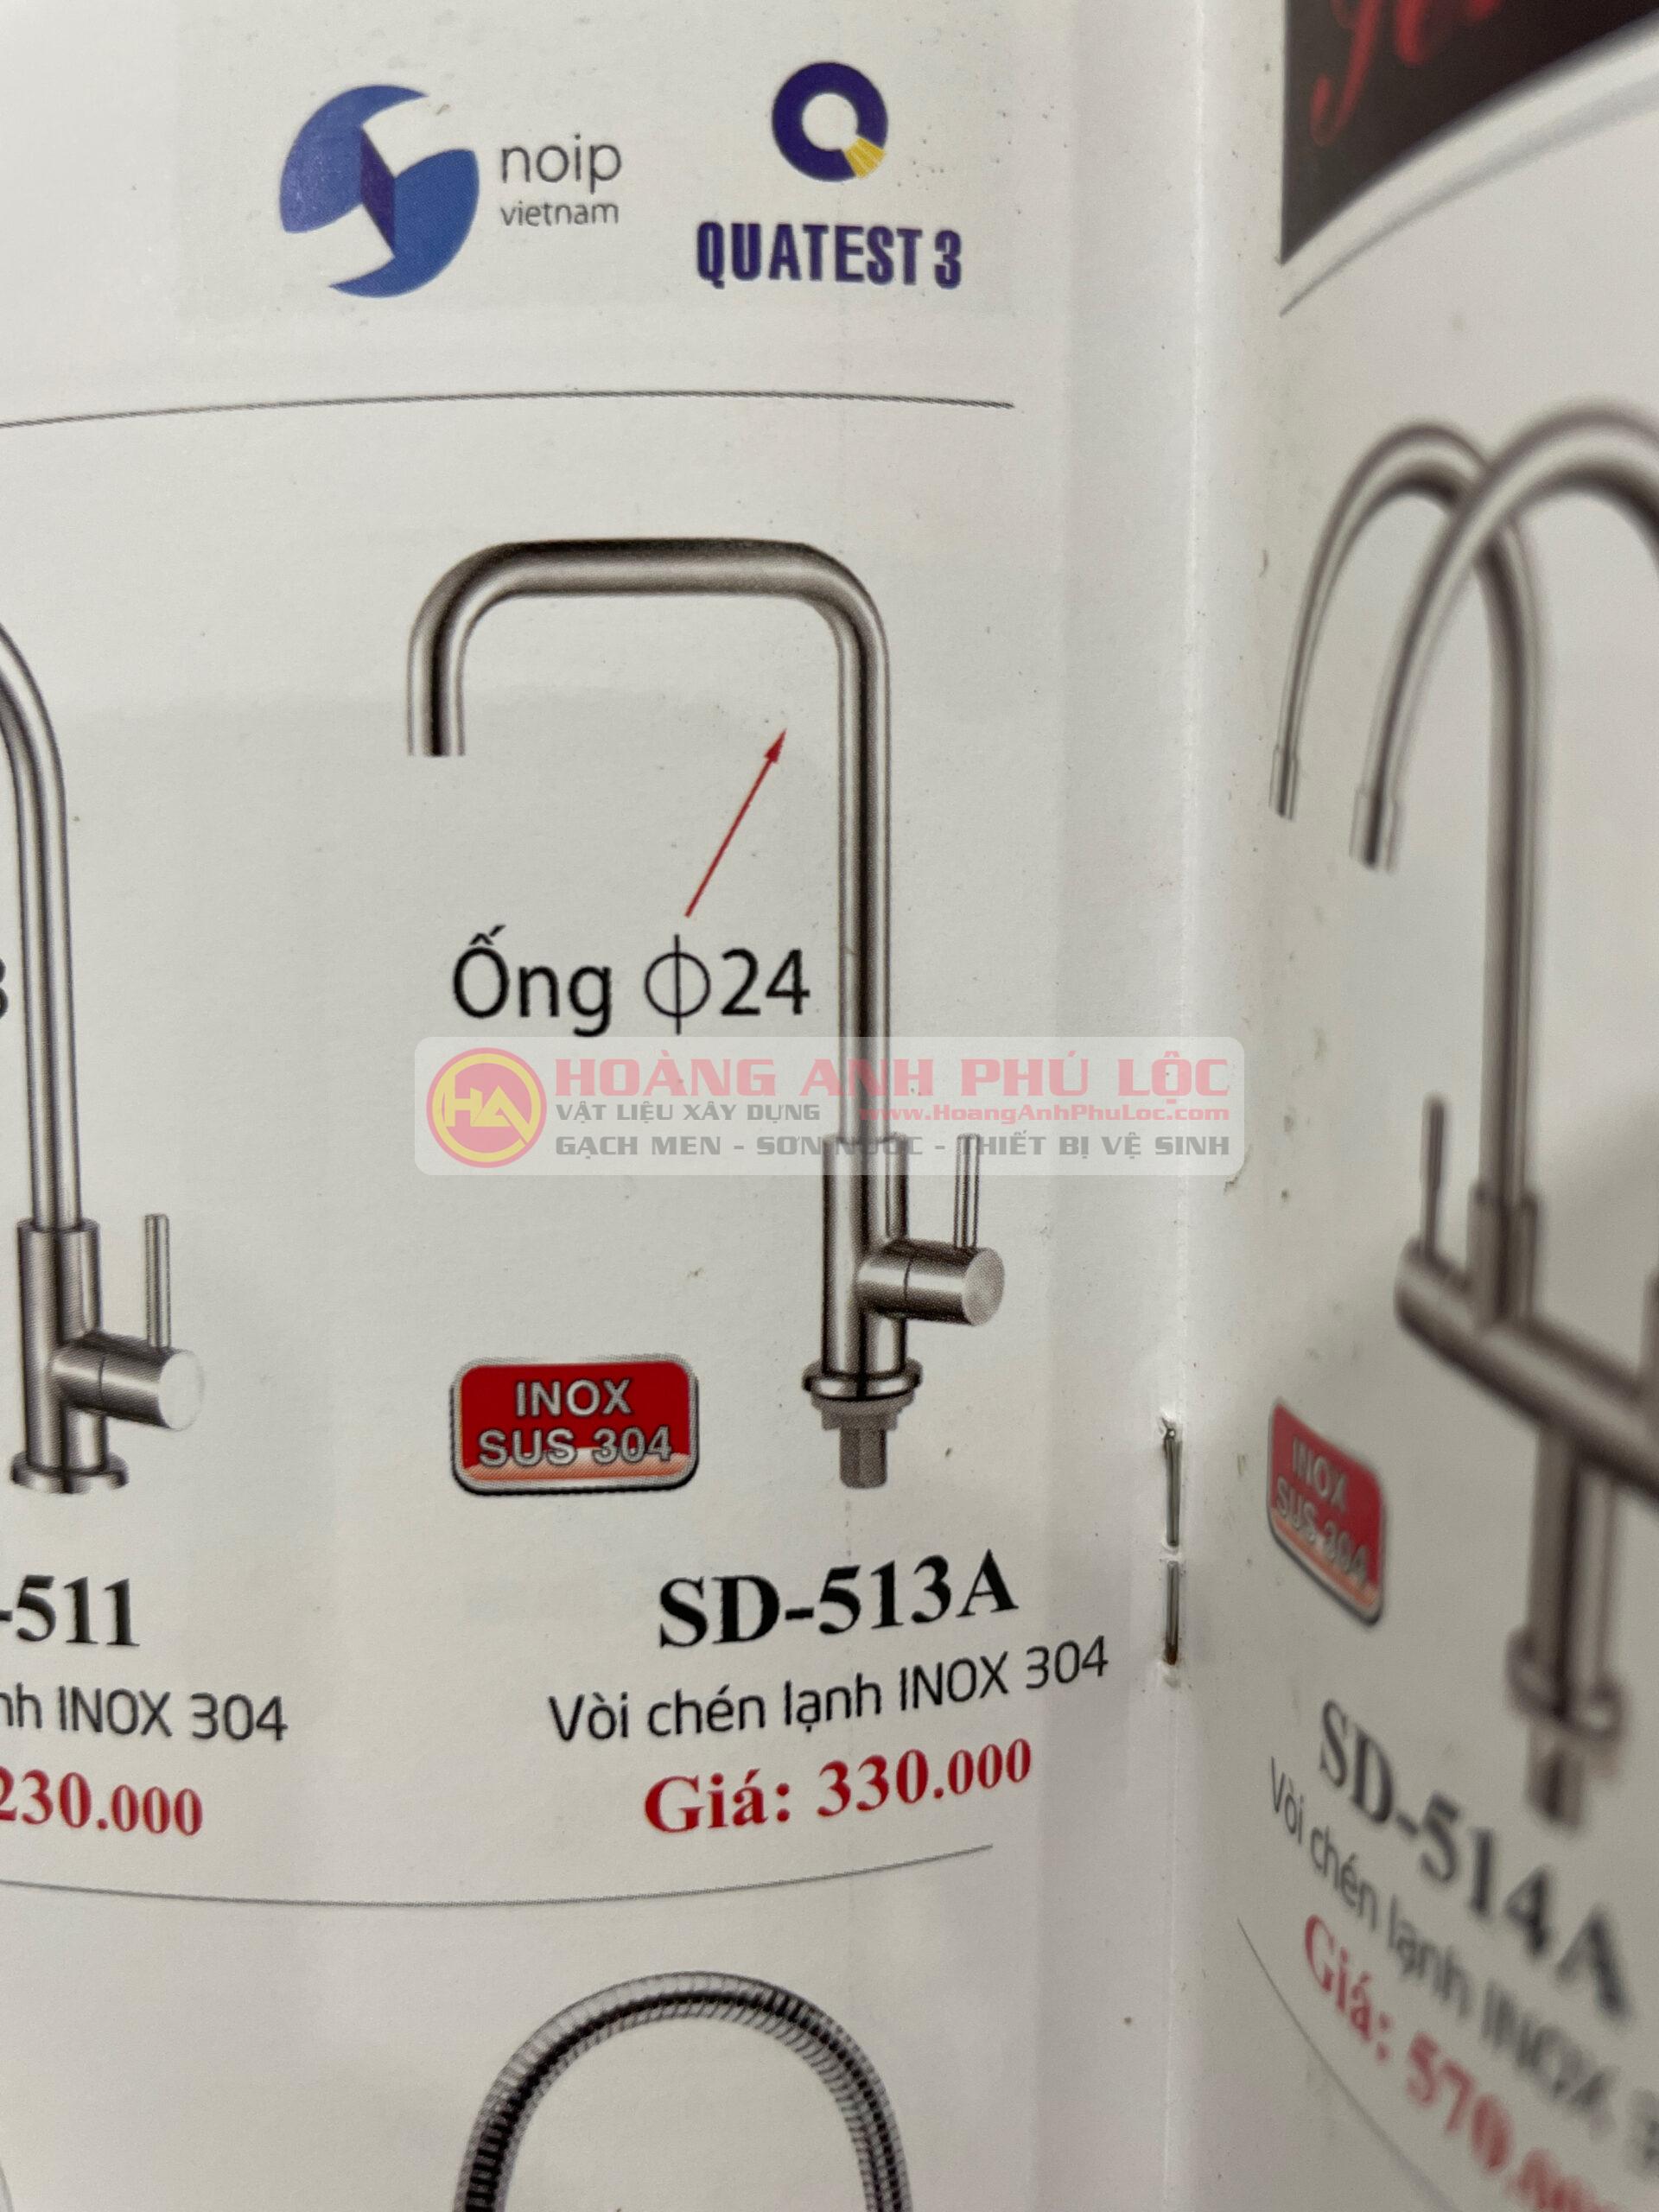 noip
vietnam
QUATEST 3
Ống Φ24
HOÀNG ANH PHÚ LỘC
VẬT LIỆU XÂY DỰNG www.HoangAnhPhuLoc.com
GẠCH MEN - SƠN NƯỚC - THIẾT BỊ VỆ SINH
INOX
SUS 304
-511
INOX 304
230.000
SD-513A
Vòi chén lạnh INOX 304
Giá: 330.000
INOX
SUS 304
SD-514A
Vòi chén lạnh INOX
Giá: 570.